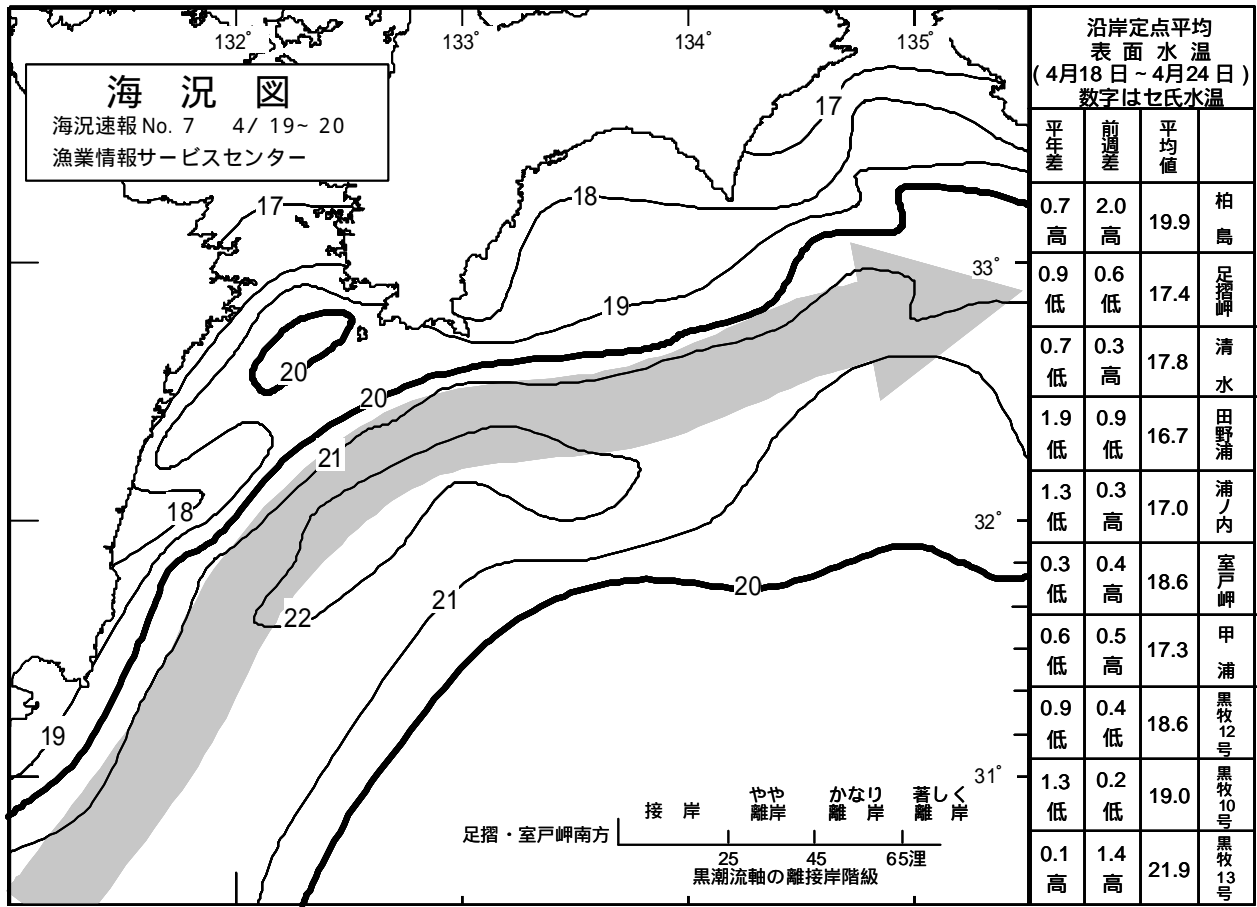 132°
133°
134°
135°
海 況 図
海況速報 No. 7 4/ 19~ 20
漁業情報サービスセンター
17
17
18
33°
19
20
20
21
18
32°
22
21
20
19
31°
接 岸
やや離岸
かなり離 岸
著しく離 岸
足摺・室戸岬南方
25
45
65浬
黒潮流軸の離接岸階級
沿岸定点平均
表 面 水 温
( 4月18 日 ~ 4月24 日 )
数字はセ氏水温
平年差 前週差 平均値
0.7高 2.0高 19.9 柏島
0.9低 0.6低 17.4 足摺岬
0.7低 0.3高 17.8 清水
1.9低 0.9低 16.7 田野浦
1.3低 0.3高 17.0 浦ノ内
0.3低 0.4高 18.6 室戸岬
0.6低 0.5高 17.3 甲浦
0.9低 0.4低 18.6 黒牧12号
1.3低 0.2低 19.0 黒牧10号
0.1高 1.4高 21.9 黒牧13号